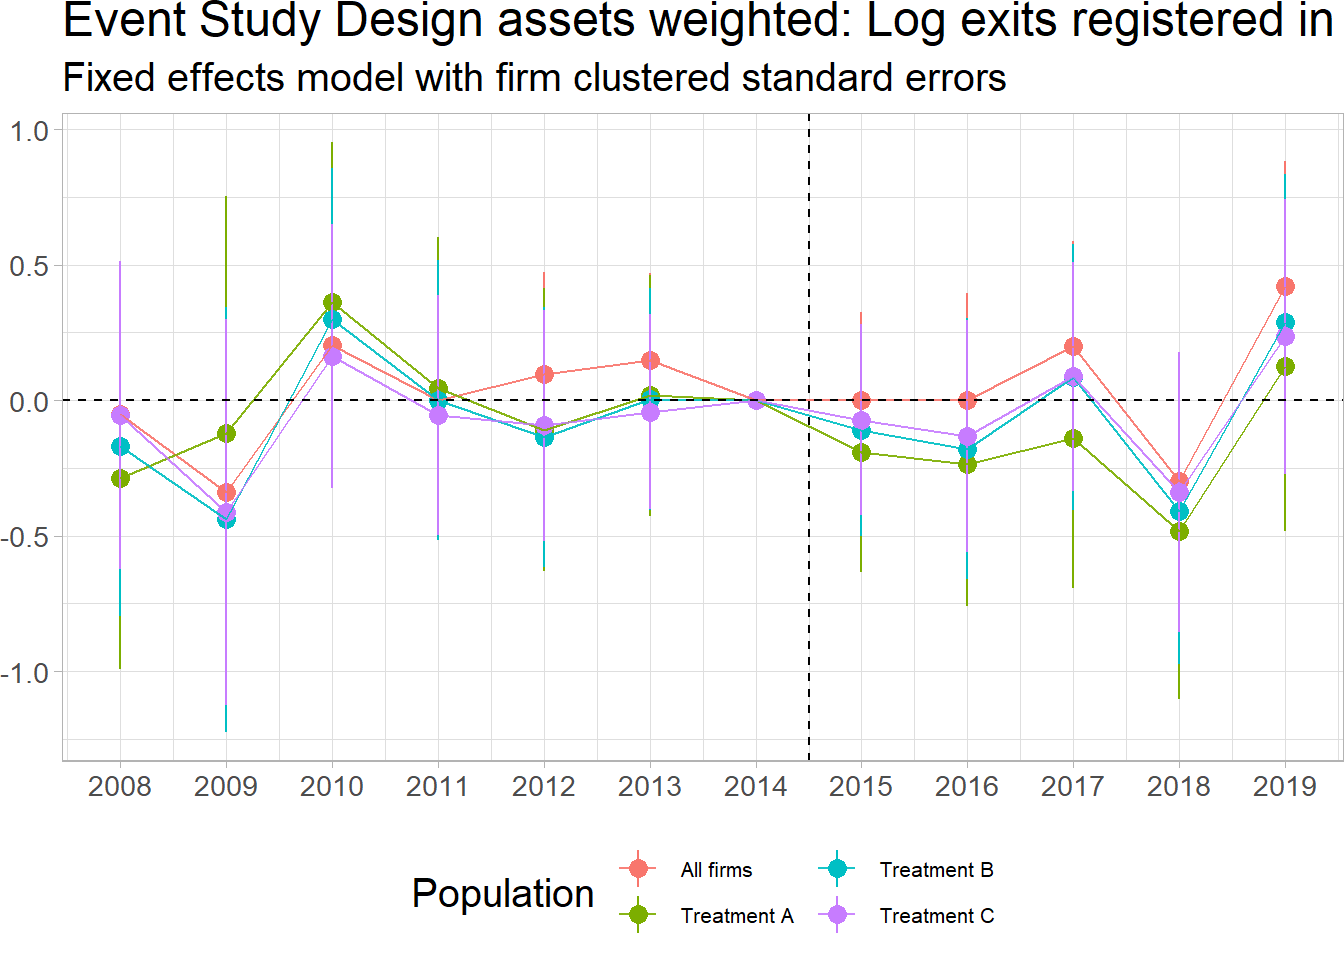 Event Study Design assets weighted: Log exits registered in
Fixed effects model with firm clustered standard errors
1.0
0.5
0.0
-0.5
-1.0
2008 2009 2010 2011 2012 2013 2014 2015 2016 2017 2018 2019
Population
All firms
Treatment A
Treatment B
Treatment C